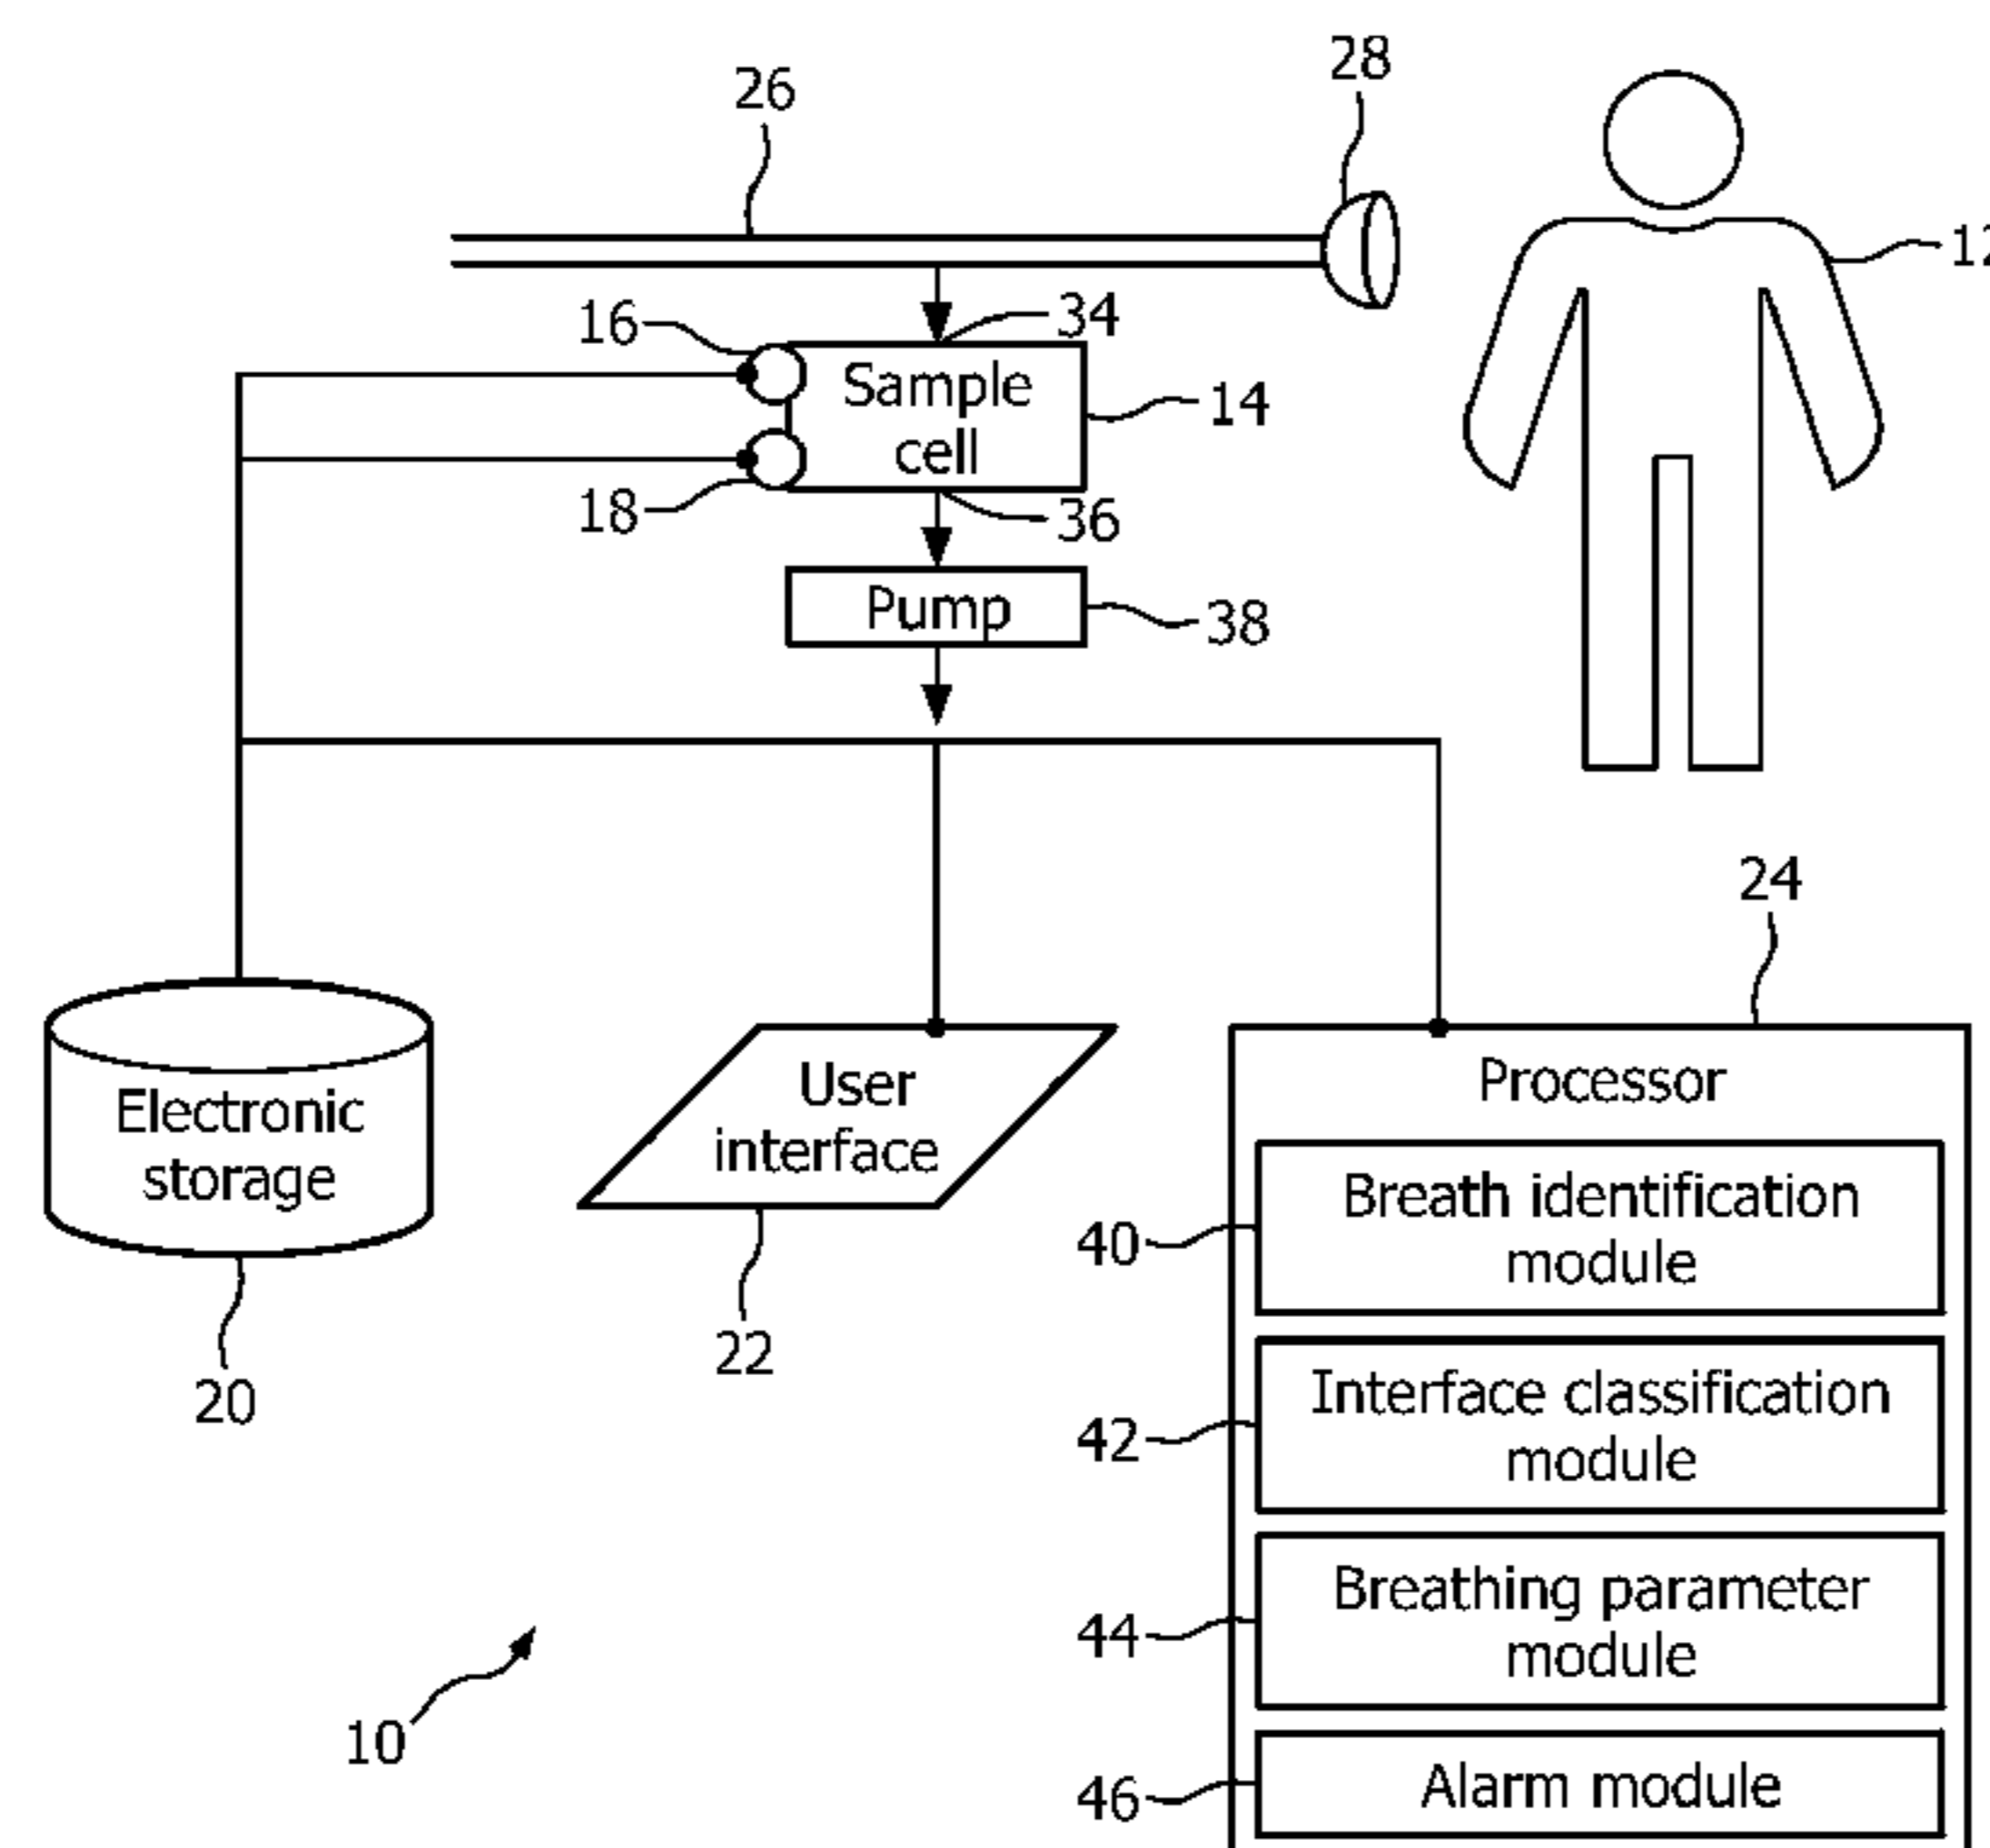 28
26
12
16
34
Sample
cell
14
18
36
Pump
38
24
Electronic
storage
User
interface
Processor
Breath identification
module
40
22
20
Interface classification
module
42
Breathing parameter
module
44
10
Alarm module
46